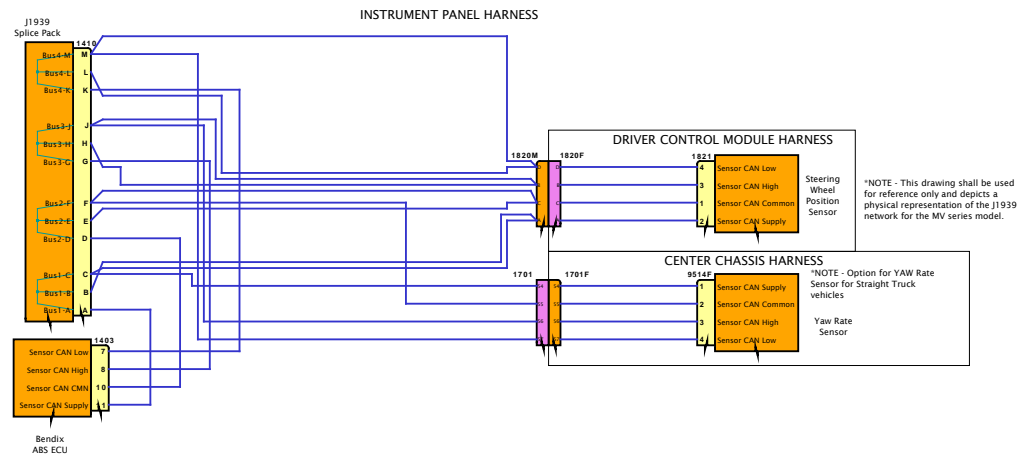 INSTRUMENT PANEL HARNESS
J1939
Splice Pack
1410
Bus4-M M
Bus4-L L
Bus4-K K
Bus3-J J
Bus3-H H
Bus3-G G
Bus2-F F
Bus2-E E
Bus2-D D
Bus1-C C
Bus1-B B
Bus1-A A
1403
Sensor CAN Low 7
Sensor CAN High 8
Sensor CAN CMN 10
Sensor CAN Supply 11
Bendix
ABS ECU
DRIVER CONTROL MODULE HARNESS
1820M 1820F 1821
D D 4 Sensor CAN Low
B B 3 Sensor CAN High
C C 1 Sensor CAN Common
2 Sensor CAN Supply
Steering
Wheel
Position
Sensor
*NOTE - This drawing shall be used
for reference only and depicts a
physical representation of the J1939
network for the MV series model.
CENTER CHASSIS HARNESS
1701 1701F 9514F
54 54 1 Sensor CAN Supply
55 55 2 Sensor CAN Common
56 56 3 Sensor CAN High
4 Sensor CAN Low
*NOTE - Option for YAW Rate
Sensor for Straight Truck
vehicles
Yaw Rate
Sensor